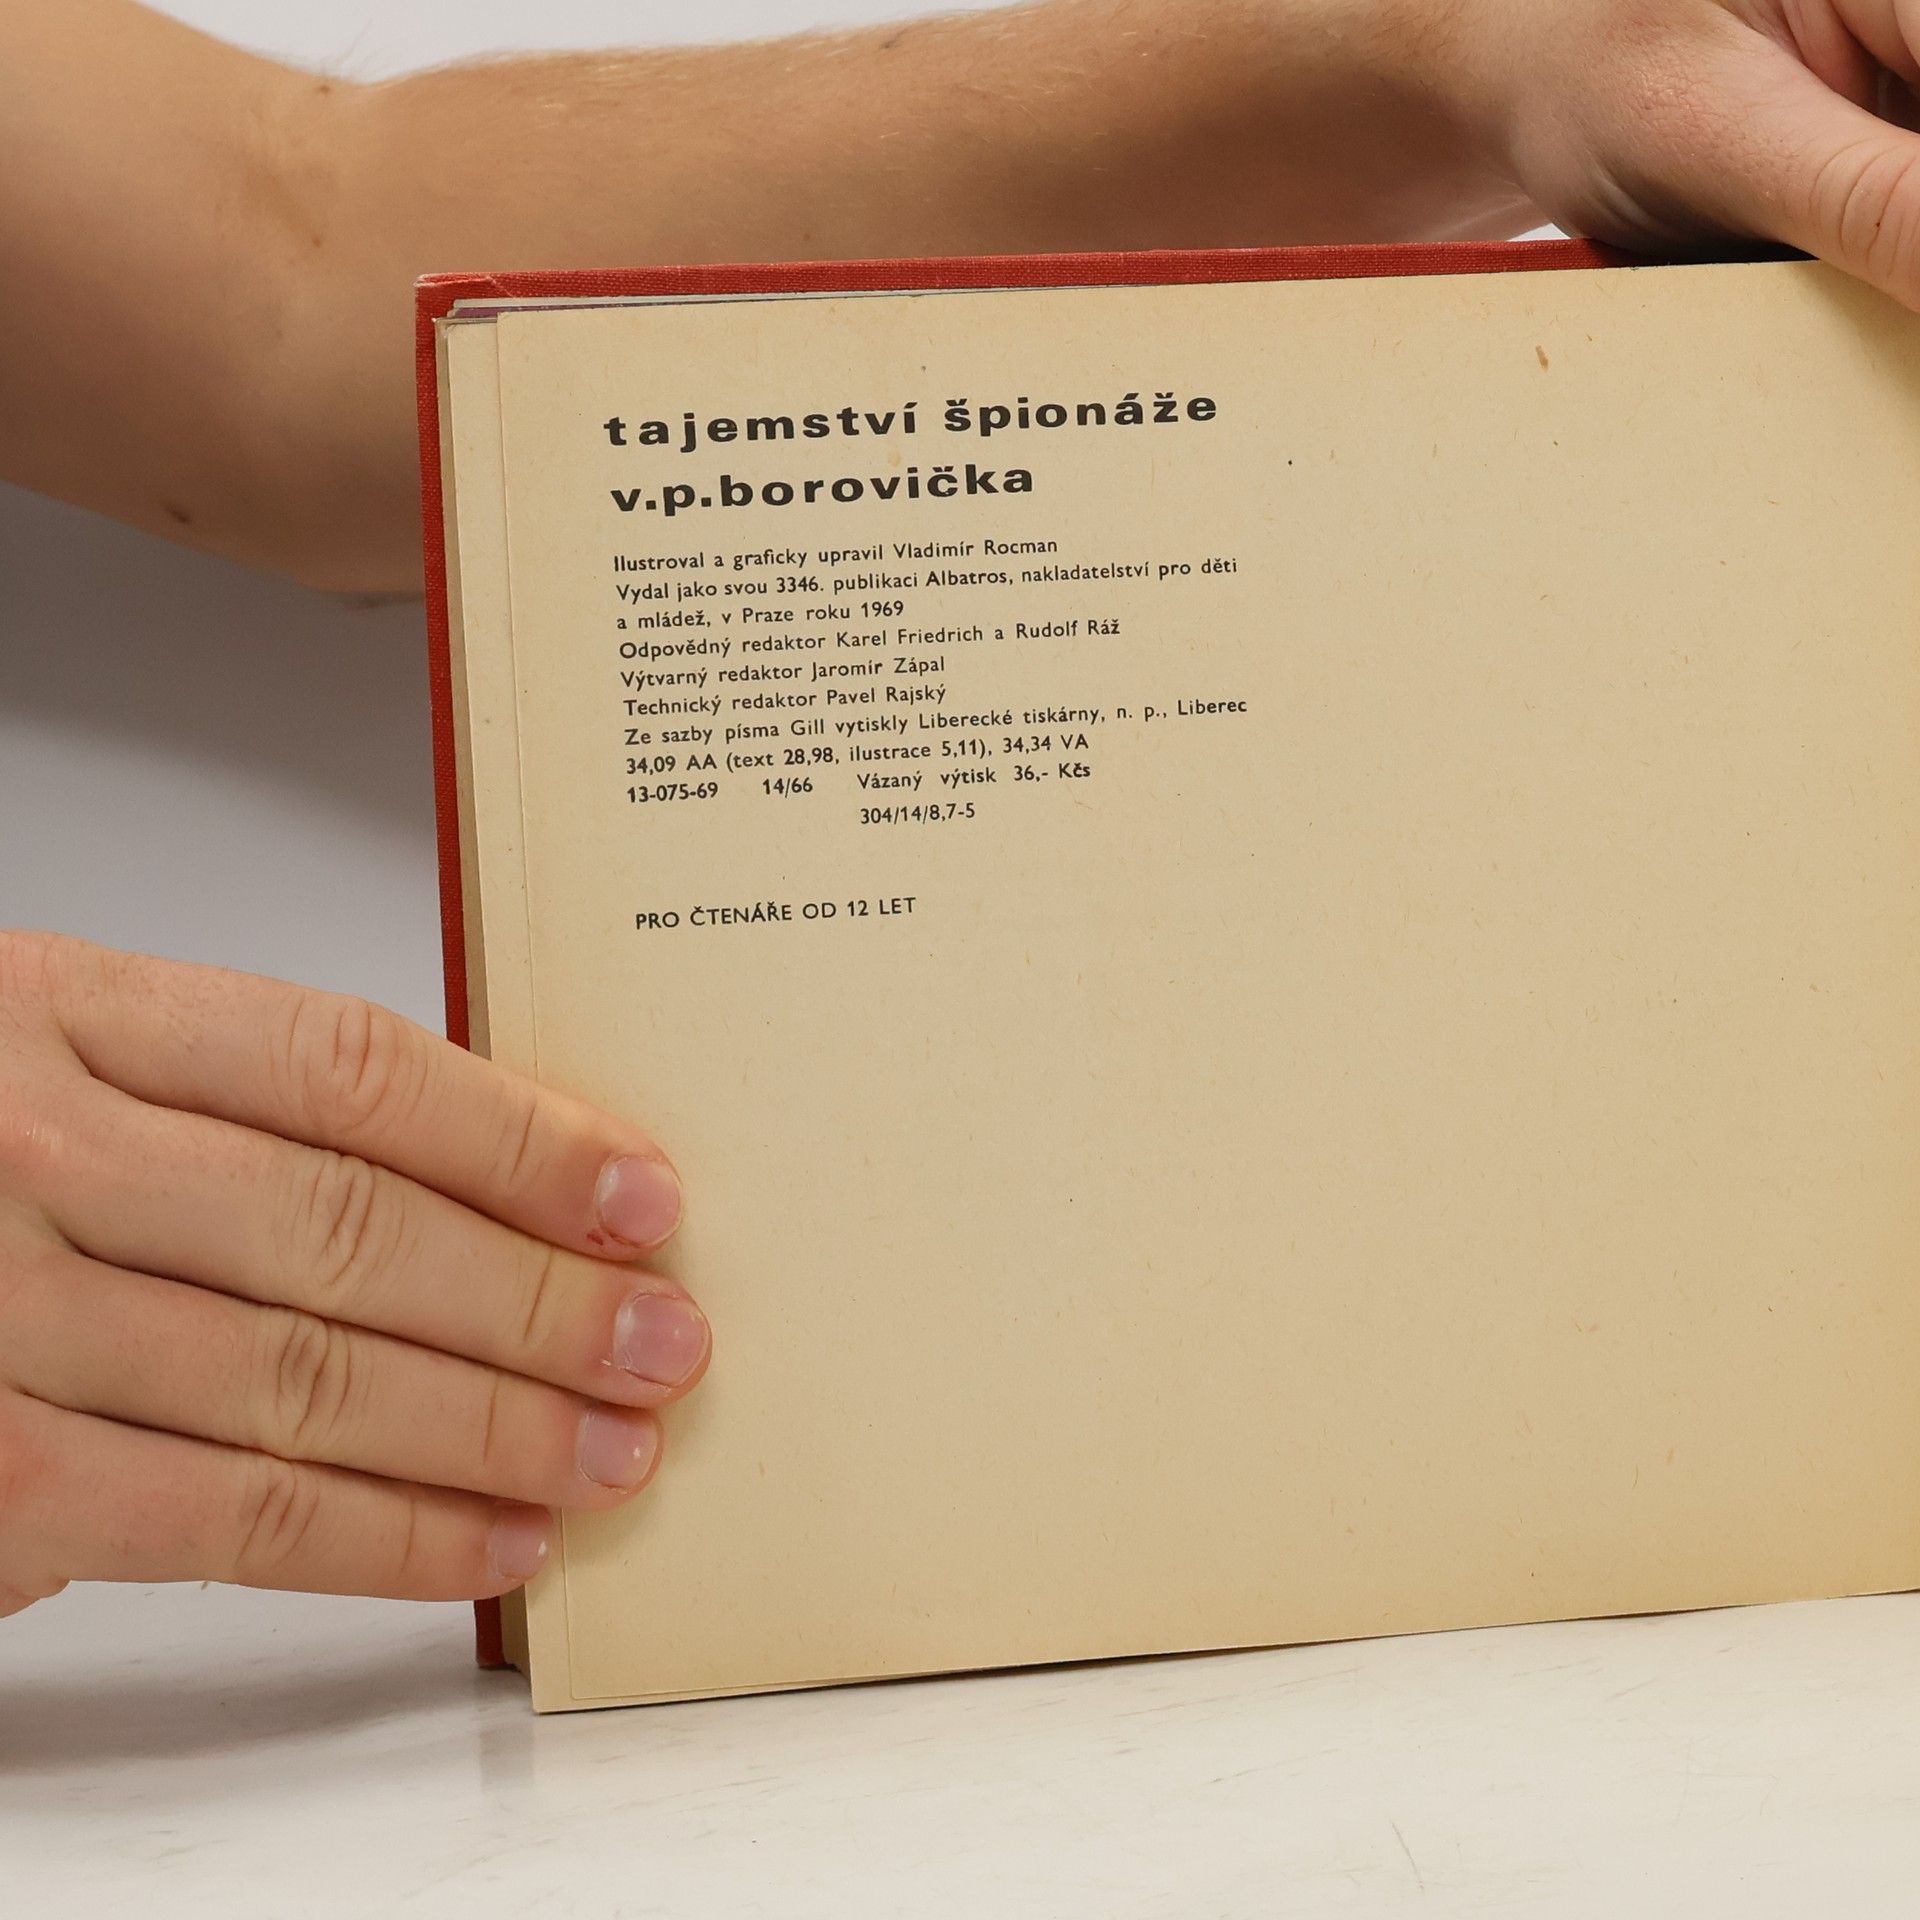 tajemství špionáže
v.p.borovička
Ilustroval a graficky upravil Vladimír Rocman
Vydal jako svou 3346. publikaci Albatros, nakladatelství pro děti
a mládež, v Praze roku 1969
Odpovědný redaktor Karel Friedrich a Rudolf Ráž
Výtvarný redaktor Jaromír Zápal
Technický redaktor Pavel Rajský
Ze sazby písma Gill vytiskly Liberecké tiskárny, n. p., Liberec
34,09 AA (text 28,98, ilustrace 5,11), 34,34 VA
13-075-69 14/66 Vázaný výtisk 36,- Kčs
304/14/8,7-5
PRO ČTENÁŘE OD 12 LET